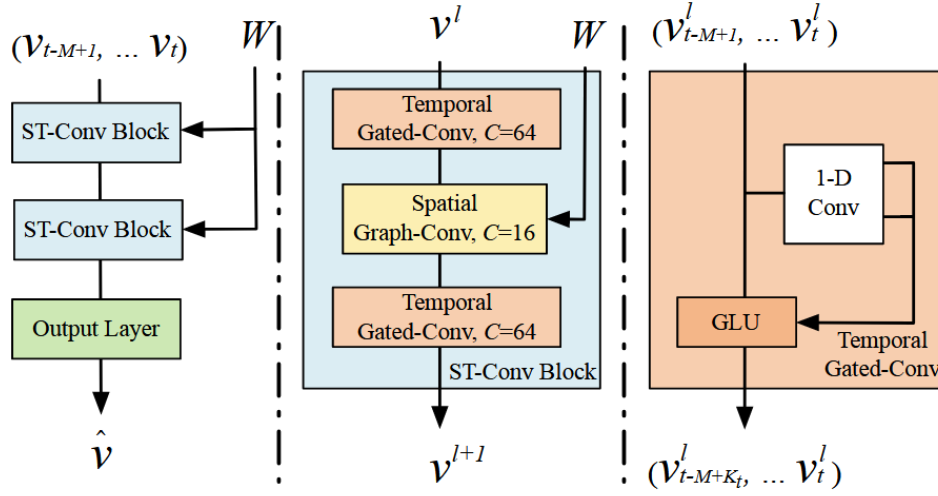 (v_{t-M+1}, ... v_t)
W
ST-Conv Block
ST-Conv Block
Output Layer
v̂
v^l
W
Temporal
Gated-Conv, C=64
Spatial
Graph-Conv, C=16
Temporal
Gated-Conv, C=64
ST-Conv Block
v^{l+1}
(v^l_{t-M+1}, ... v^l_t)
1-D
Conv
GLU
Temporal
Gated-Conv
(v^l_{t-M+K_t}, ... v^l_t)